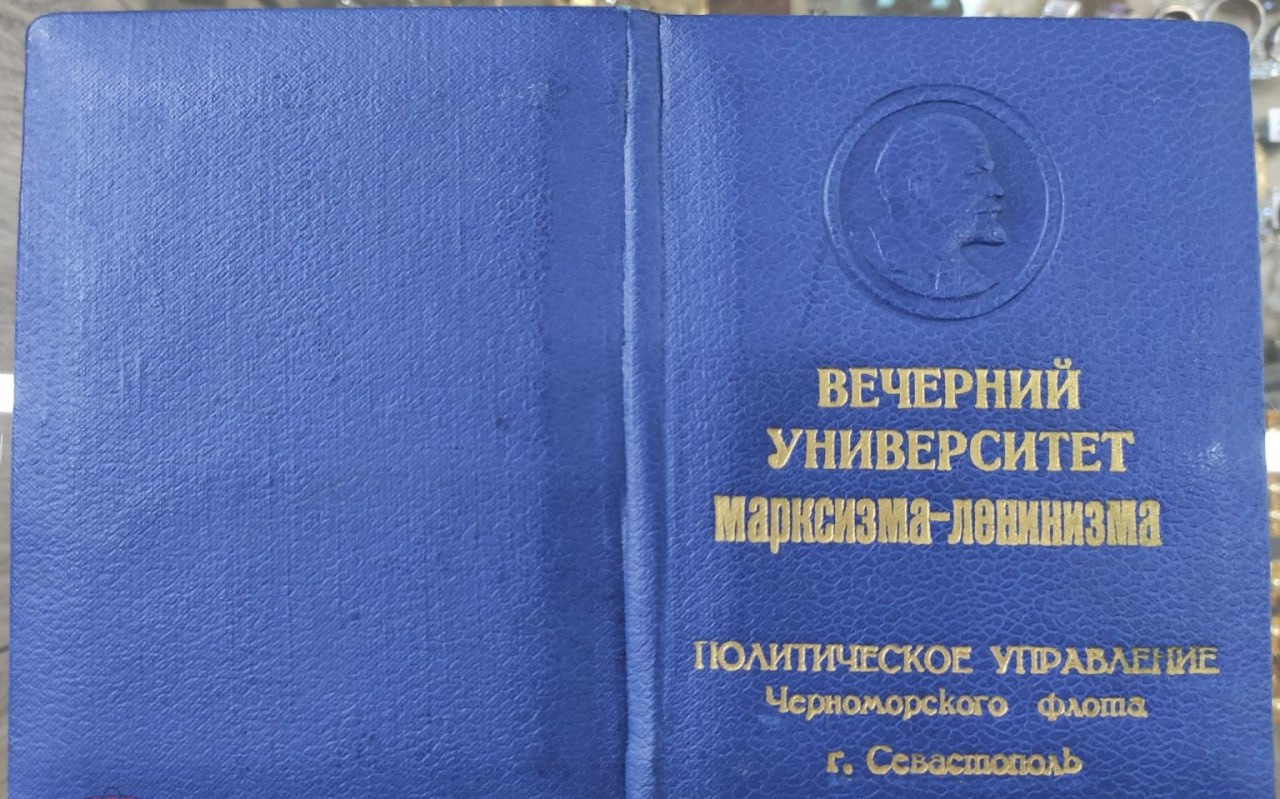 ВЕЧЕРНИЙ
УНИВЕРСИТЕТ
марксизма-ленинизма
ПОЛИТИЧЕСКОЕ УПРАВЛЕНИЕ
Черноморского флота
г. Севастополь